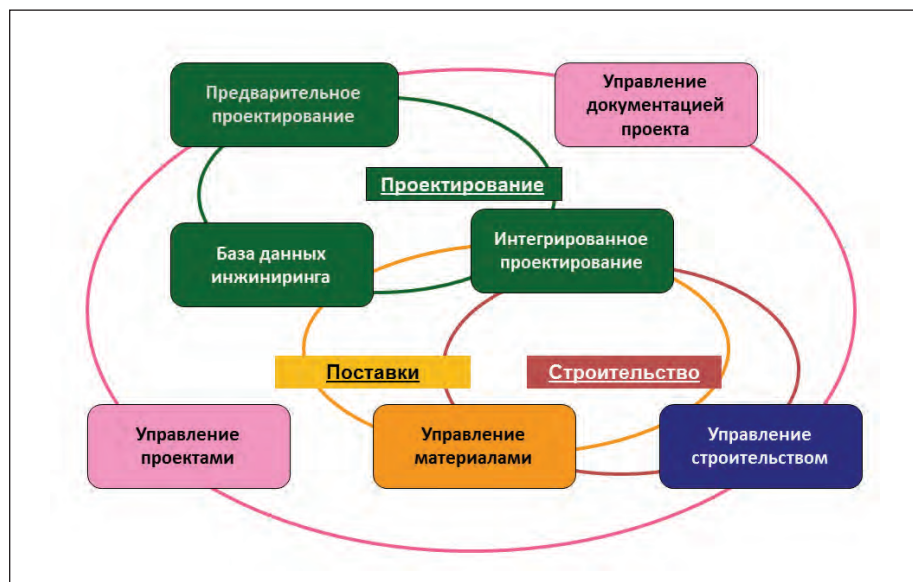 Предварительное
проектирование
Управление
документацией
проекта
Проектирование
База данных
инжиниринга
Интегрированное
проектирование
Поставки
Строительство
Управление
проектами
Управление
материалами
Управление
строительством